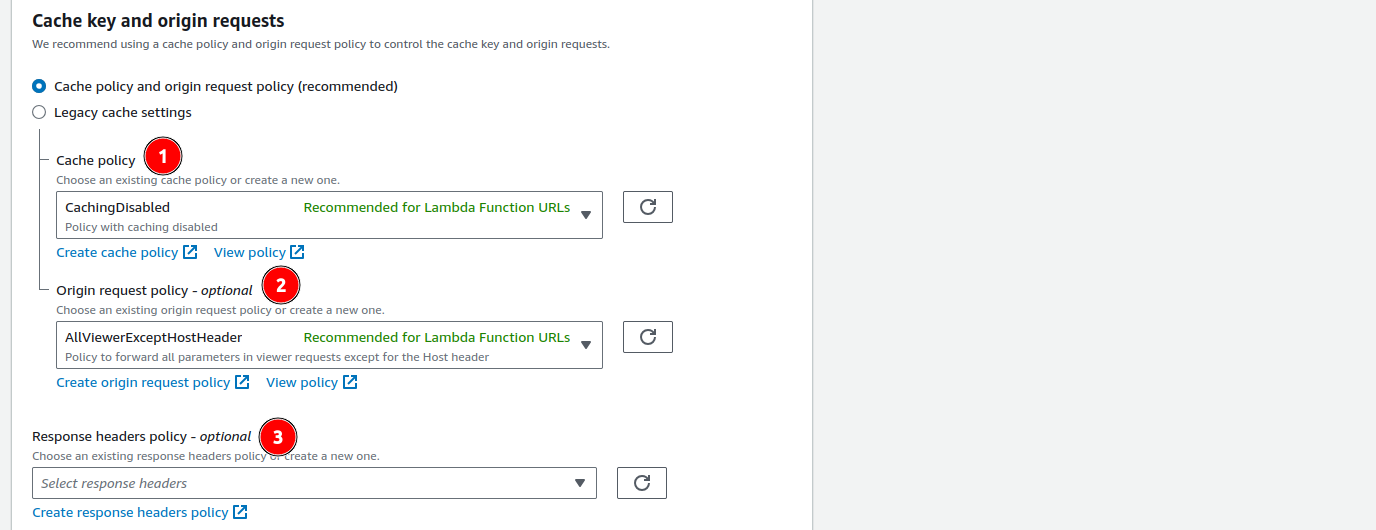 Cache key and origin requests
We recommend using a cache policy and origin request policy to control the cache key and origin requests.
Cache policy and origin request policy (recommended)
Legacy cache settings
Cache policy 1
Choose an existing cache policy or create a new one.
CachingDisabled Recommended for Lambda Function URLs
Policy with caching disabled
Create cache policy View policy
Origin request policy - optional 2
Choose an existing origin request policy or create a new one.
AllViewerExceptHostHeader Recommended for Lambda Function URLs
Policy to forward all parameters in viewer requests except for the Host header
Create origin request policy View policy
Response headers policy - optional 3
Choose an existing response headers policy or create a new one.
Select response headers
Create response headers policy